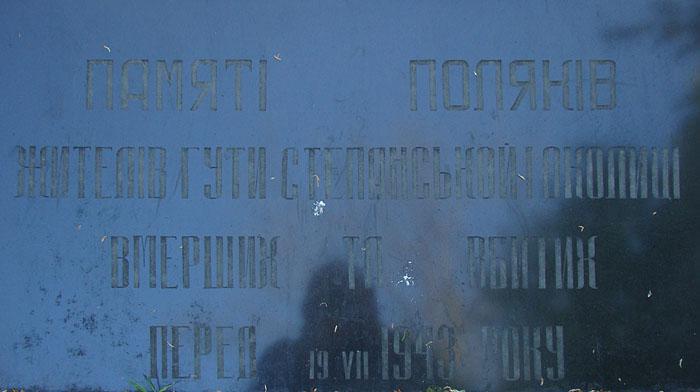 ПАМЯТІ ПОЛЯКІВ
ЖИТЕЛІВ ГУТИ СТЕПАНСЬКОЙ І ОКОЛИЦІ
ВМЕРШИХ ТА ВБИТИХ
ПЕРЕД 19 VII 1943 РОКУ